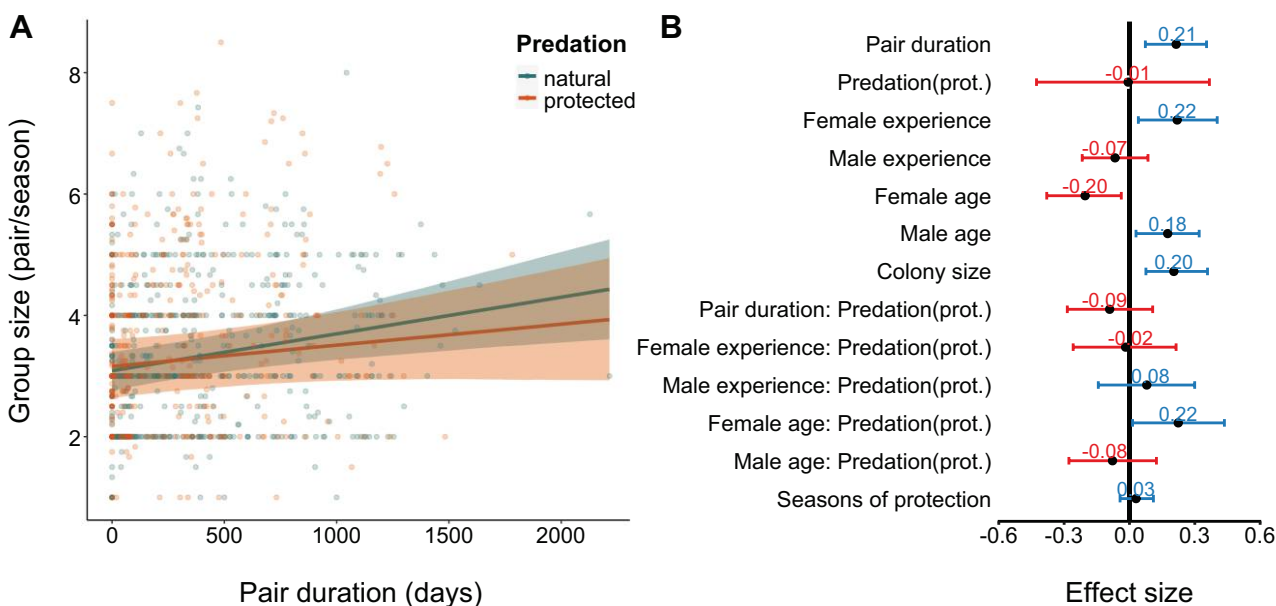 A
Predation
natural
protected
Group size (pair/season)
8
6
4
2
0
500
1000
1500
2000
Pair duration (days)
B
Pair duration
0.21
Predation(prot.)
-0.01
Female experience
0.22
Male experience
-0.07
Female age
-0.20
Male age
0.18
Colony size
0.20
Pair duration: Predation(prot.)
-0.09
Female experience: Predation(prot.)
-0.02
Male experience: Predation(prot.)
0.08
Female age: Predation(prot.)
0.22
Male age: Predation(prot.)
-0.08
Seasons of protection
0.03
-0.6
-0.3
0.0
0.3
0.6
Effect size